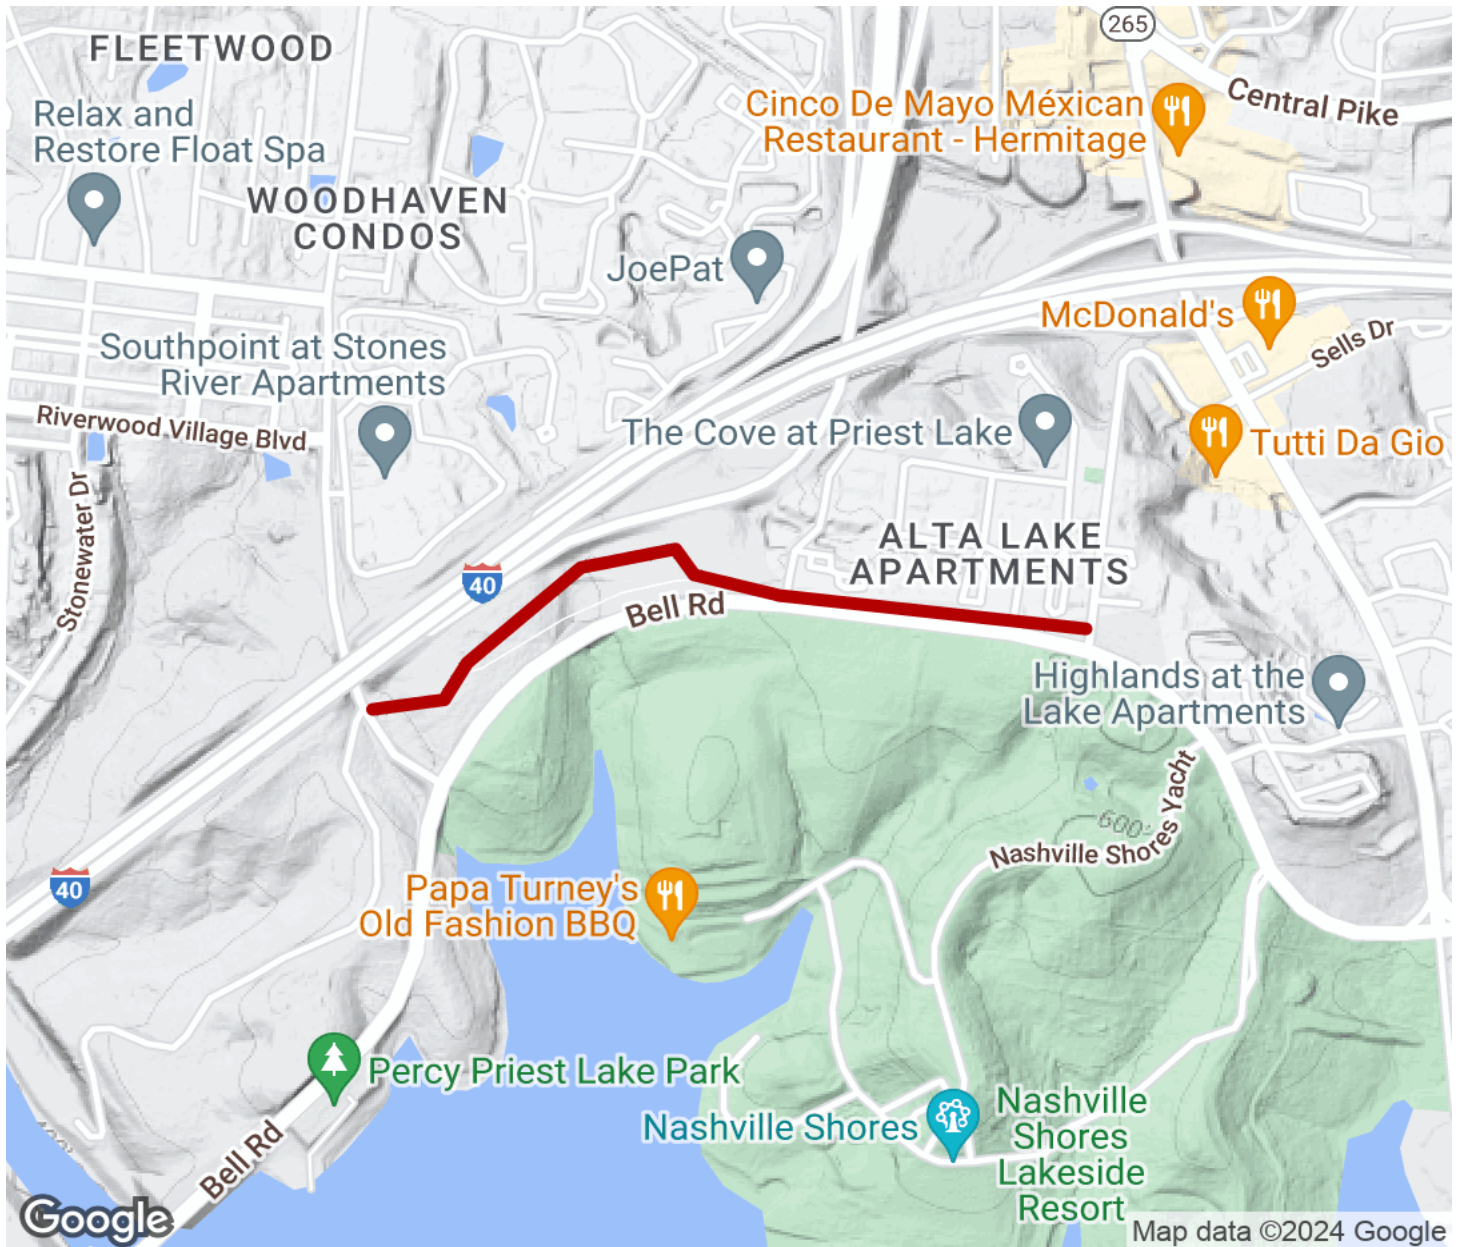 265
FLEETWOOD
Central Pike
Cinco De Mayo Méxican
Restaurant - Hermitage
Relax and
Restore Float Spa
WOODHAVEN
CONDOS
JoePat
McDonald's
Sells Dr
Southpoint at Stones
River Apartments
Riverwood Village Blvd
The Cove at Priest Lake
Tutti Da Gio
Stonewater Dr
ALTA LAKE
APARTMENTS
40
Bell Rd
Highlands at the
Lake Apartments
Nashville Shores Yacht
600'
40
Papa Turney's
Old Fashion BBQ
Percy Priest Lake Park
Nashville Shores
Nashville
Shores
Lakeside
Resort
Bell Rd
Google
Map data ©2024 Google